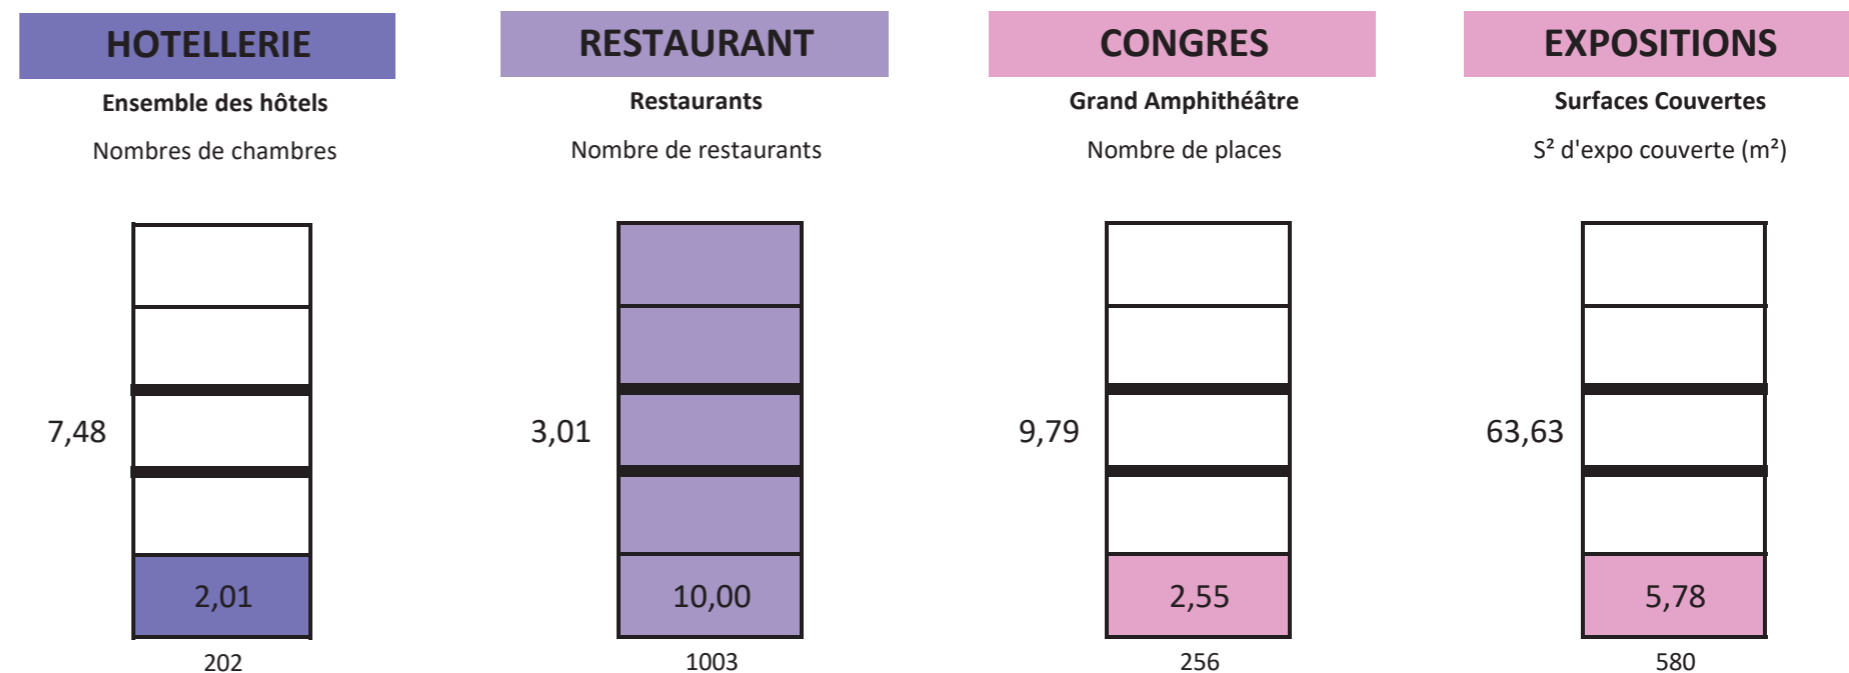 HOTELLERIE
Ensemble des hôtels
Nombres de chambres
7,48
2,01
202
RESTAURANT
Restaurants
Nombre de restaurants
3,01
10,00
1003
CONGRES
Grand Amphithéâtre
Nombre de places
9,79
2,55
256
EXPOSITIONS
Surfaces Couvertes
S² d'expo couverte (m²)
63,63
5,78
580